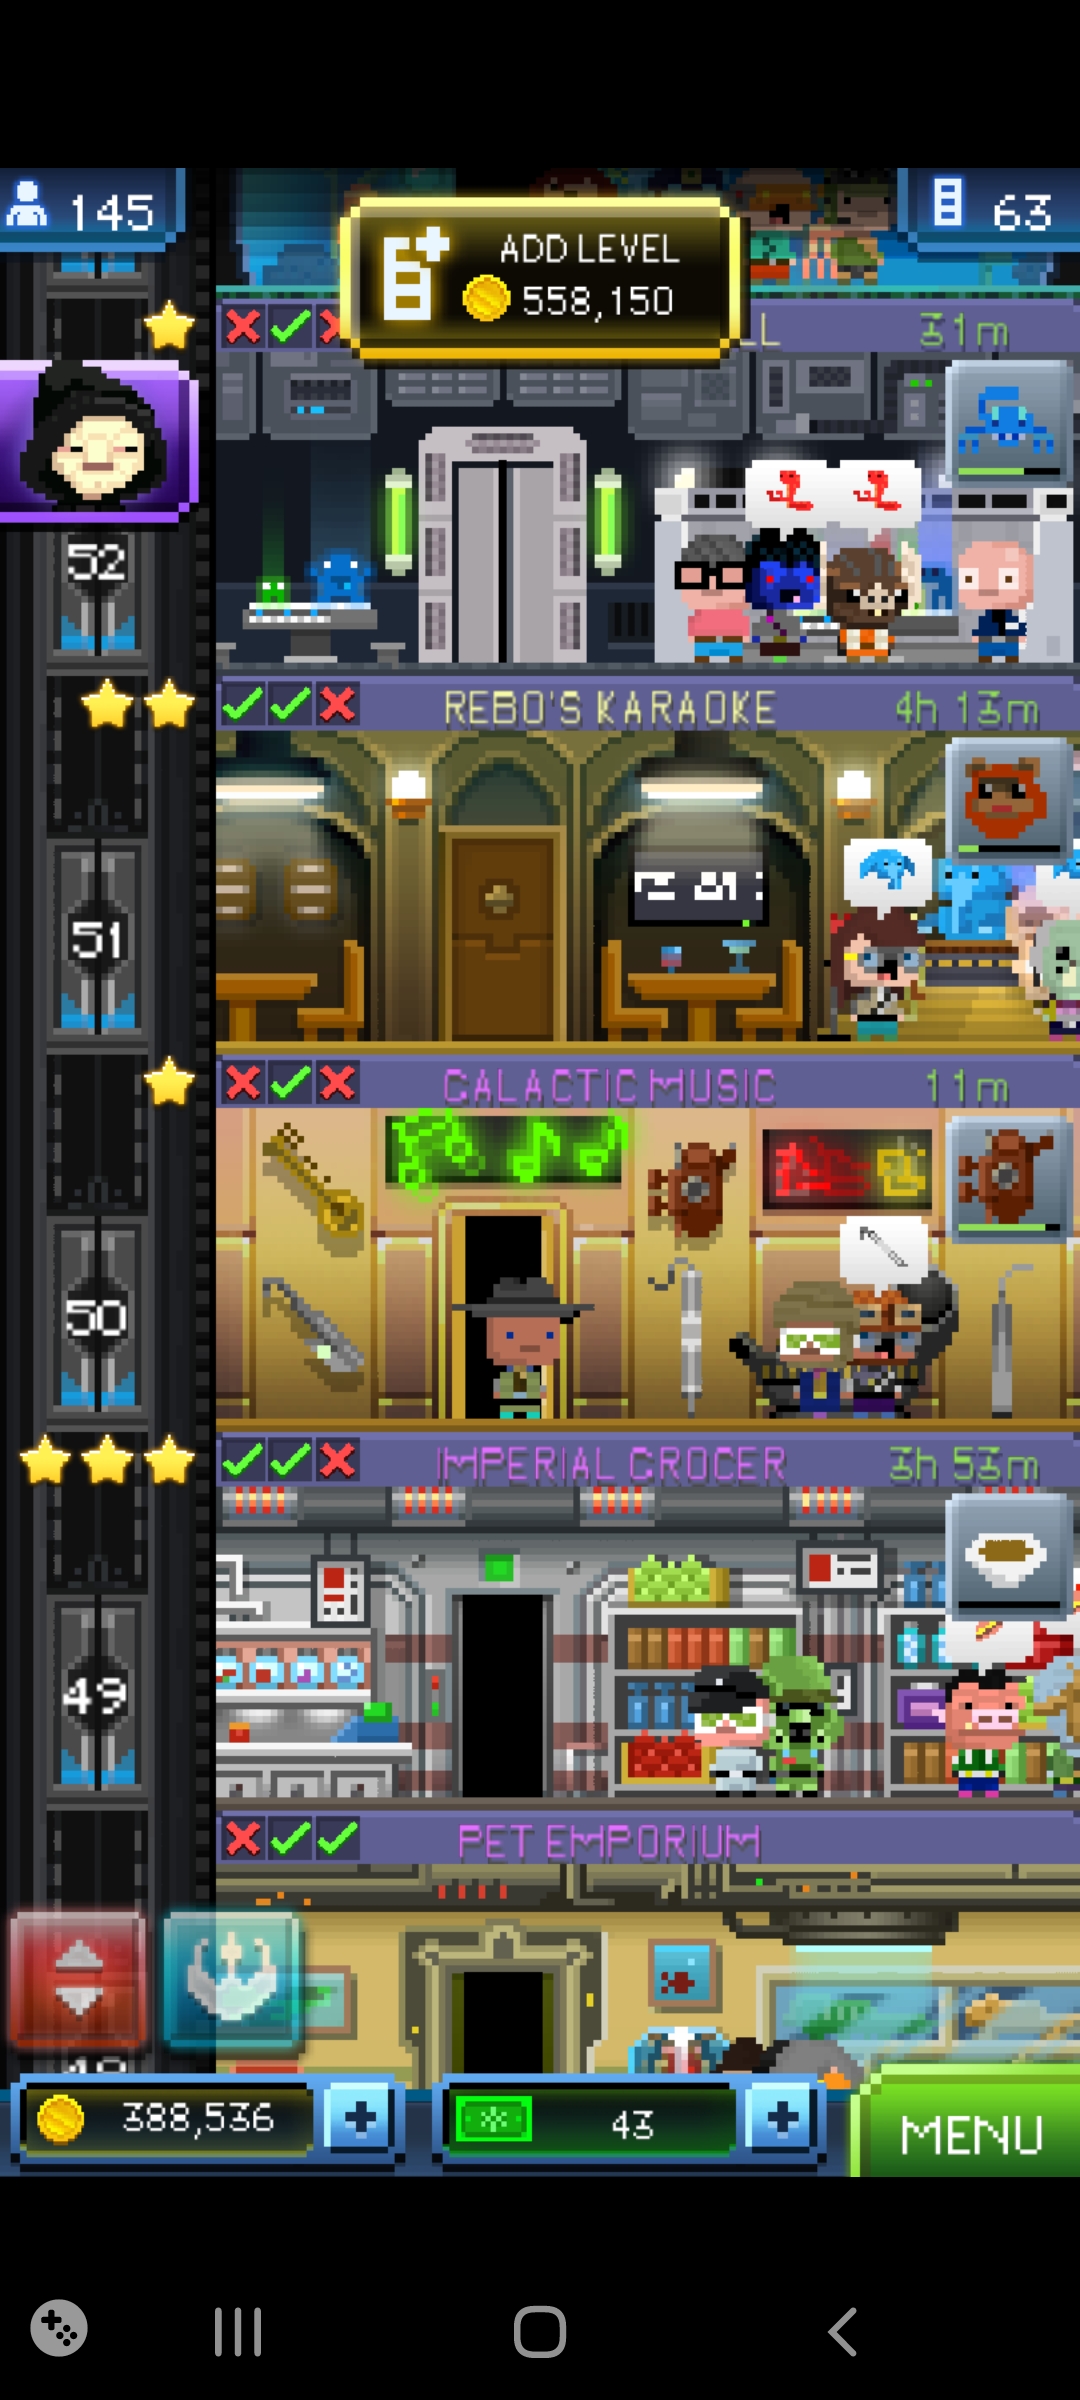 145
63
ADD LEVEL
558,150
LL
31m
52
REBO'S KARAOKE
4h 13m
51
GALACTIC MUSIC
11m
50
IMPERIAL GROCER
3h 53m
49
PET EMPORIUM
388,536
43
MENU